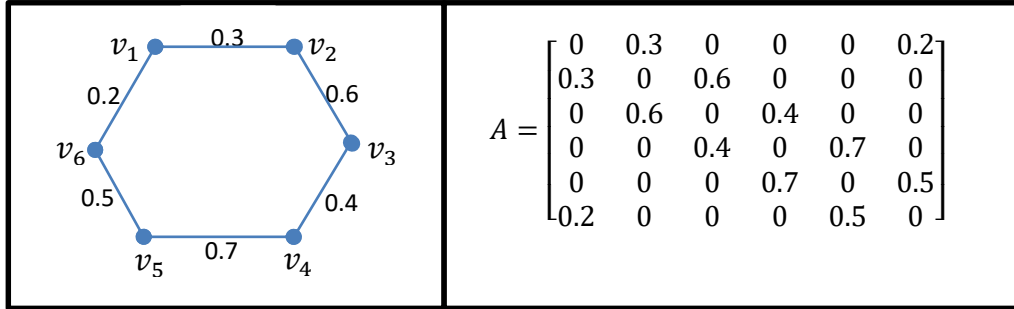 0.3
v₁ v₂
0.2 0.6
v₆ v₃
0.5 0.4
0.7
v₅ v₄
0 0.3 0 0 0 0.2
0.3 0 0.6 0 0 0
0 0.6 0 0.4 0 0
A =
0 0 0.4 0 0.7 0
0 0 0 0.7 0 0.5
0.2 0 0 0 0.5 0